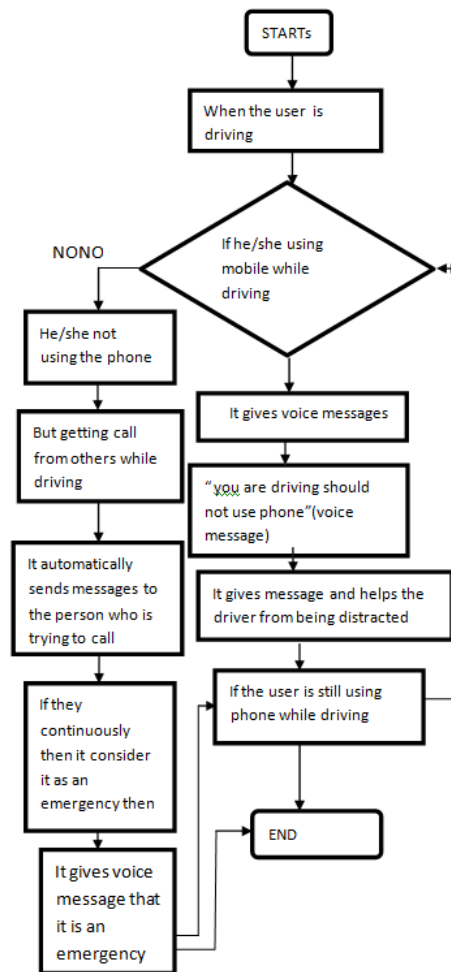 STARTs
When the user is
driving
If he/she using
mobile while
driving
NONO
He/she not
using the phone
But getting call
from others while
driving
It automatically
sends messages to
the person who is
trying to call
If they
continuously
then it consider
it as an
emergency then
It gives voice
message that
it is an
emergency
It gives voice messages
“you are driving should
not use phone”(voice
message)
It gives message and helps the
driver from being distracted
If the user is still using
phone while driving
END